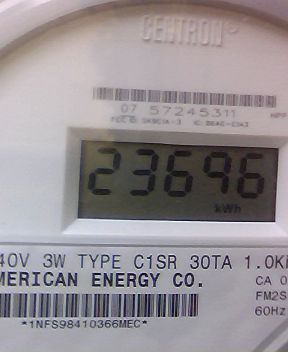 CENTRON
07 57245311
23696
kWh
40V 3W TYPE C1SR 30TA 1.0K
MERICAN ENERGY CO.
CA 0
FM2S
60Hz
*1NFS98410366MEC*